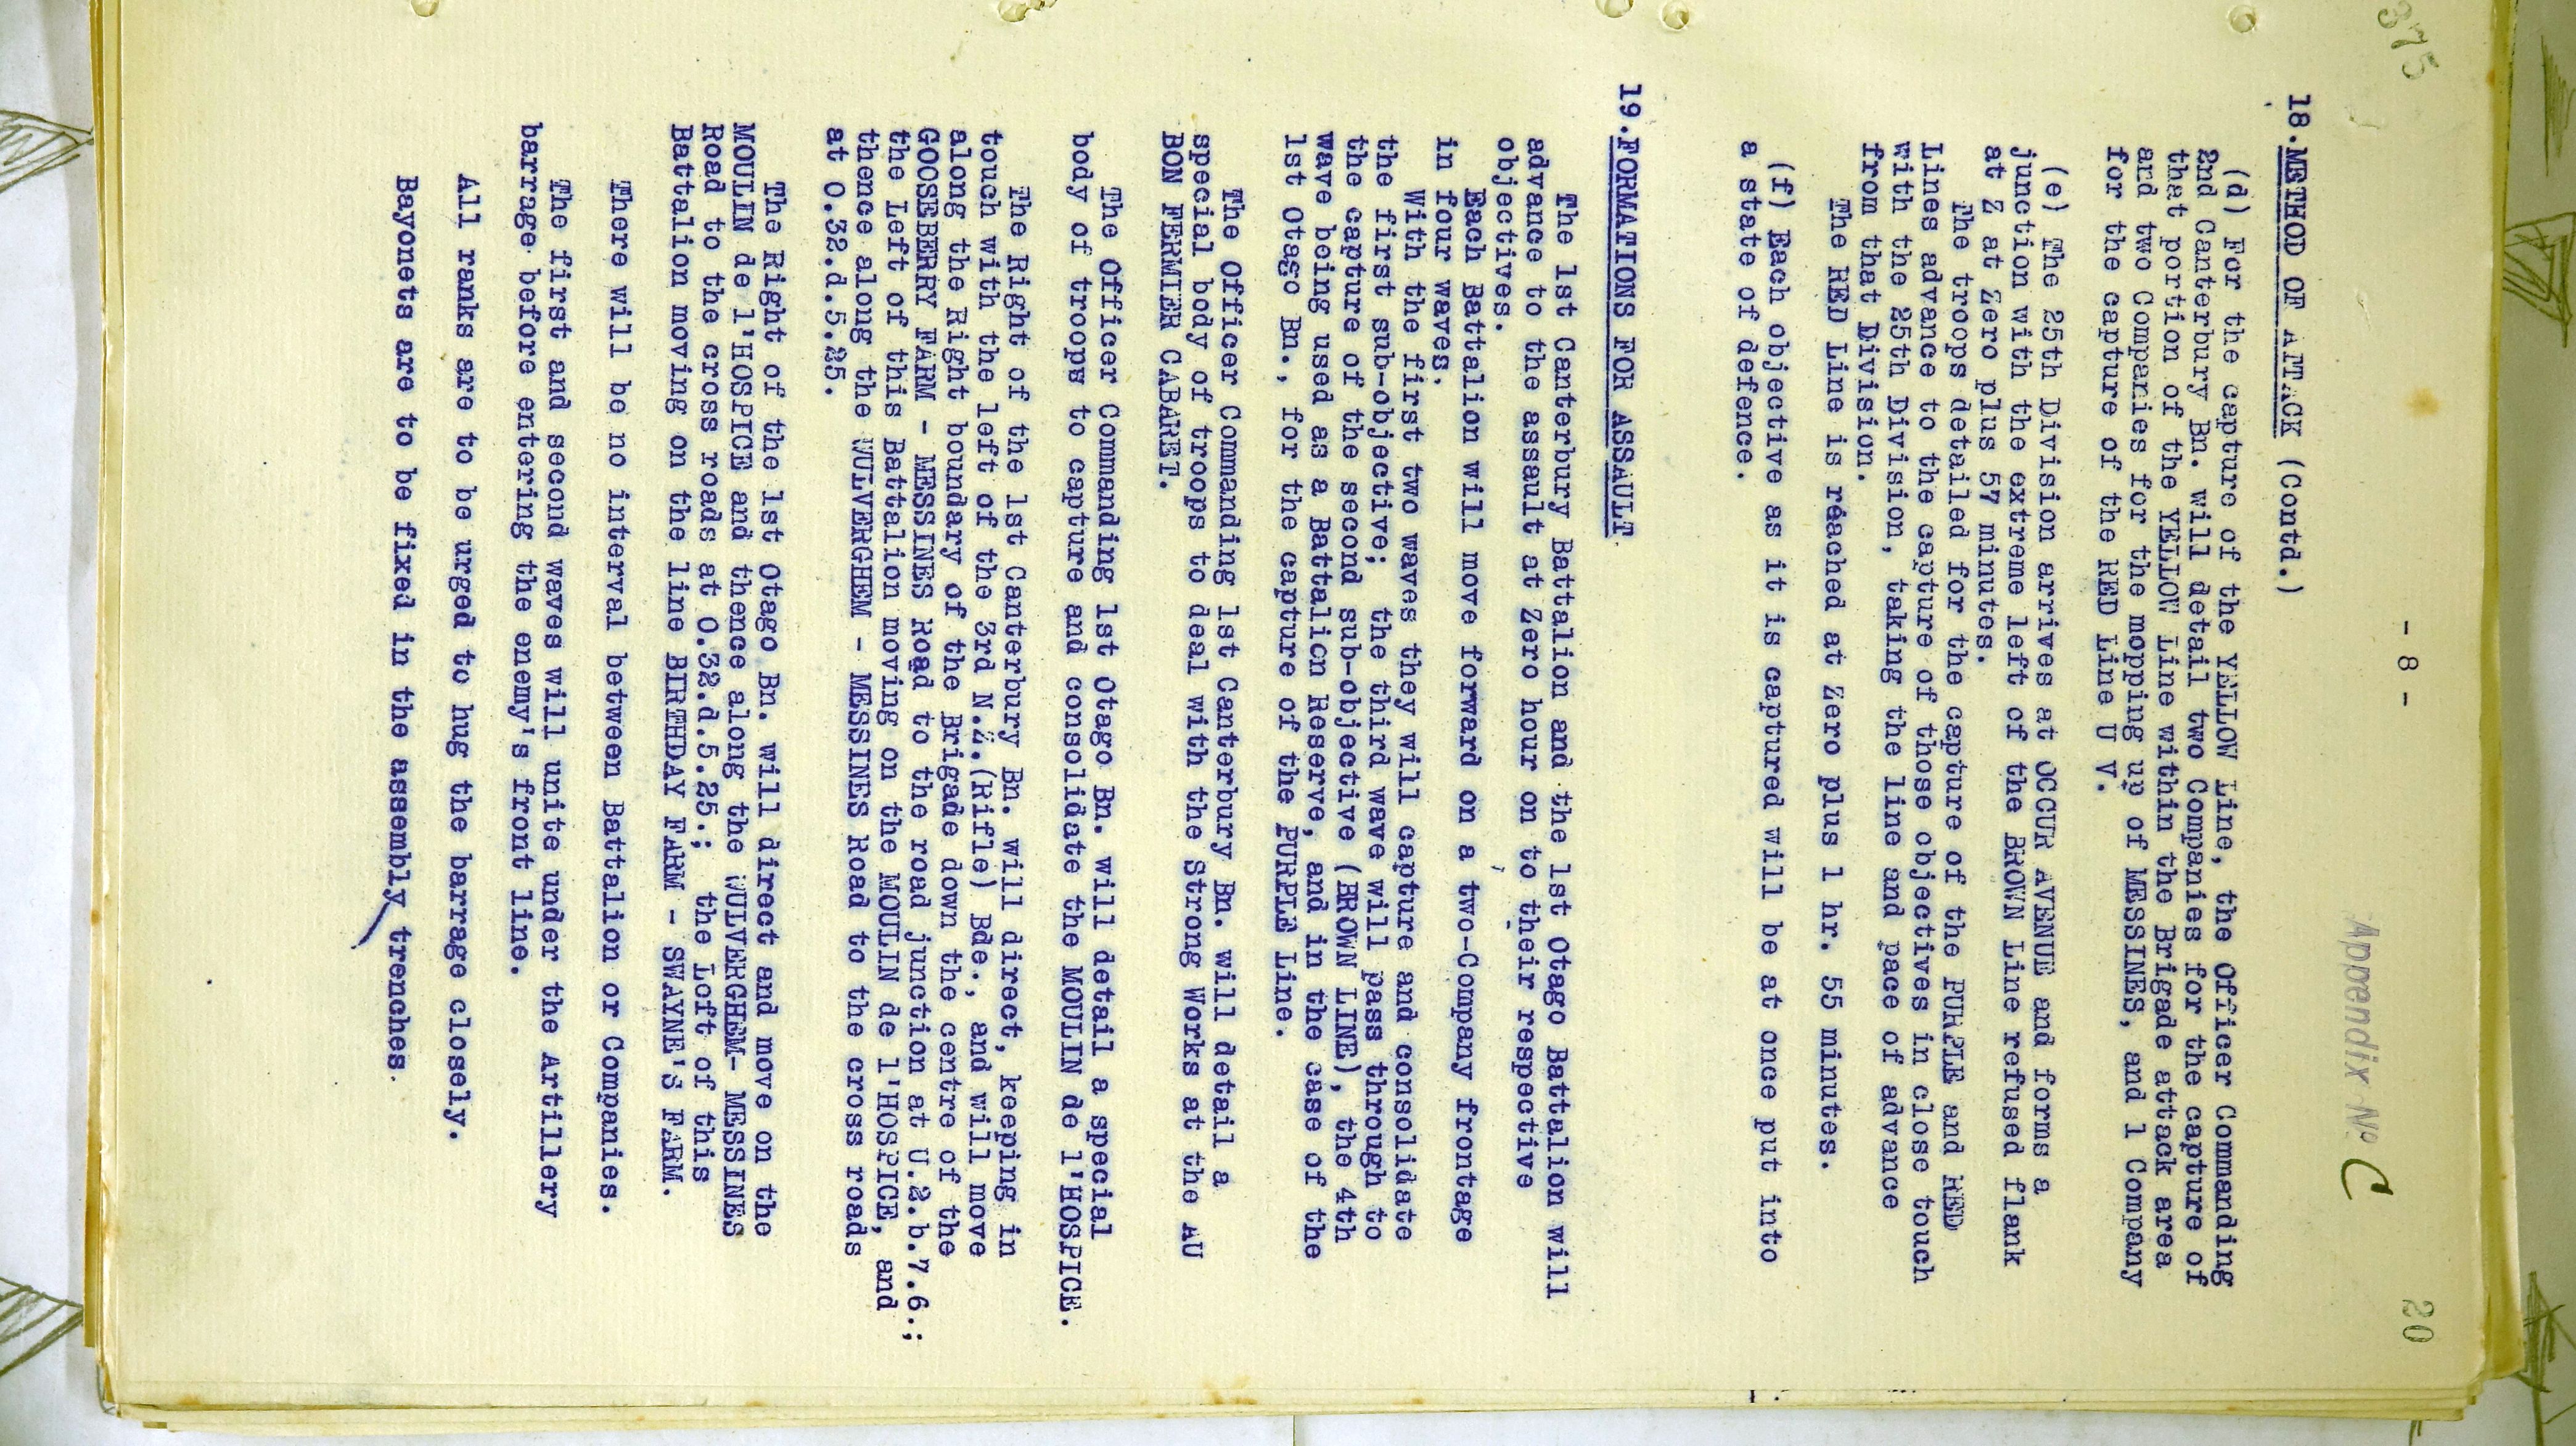 375
- 8 -
20
Appendix No C
18.METHOD OF ATTACK (Contd.)
(d) For the capture of the YELLOW Line, the Officer Commanding
2nd Canterbury Bn. will detail two Companies for the capture of
that portion of the YELLOW Line within the Brigade attack area
and two Companies for the mopping up of MESSINES, and 1 Company
for the capture of the RED Line U V.
(e) The 25th Division arrives at OCCUR AVENUE and forms a
junction with the extreme left of the BROWN Line refused flank
at Z at Zero plus 57 minutes.
The troops detailed for the capture of the PURPLE and RED
Lines advance to the capture of those objectives in close touch
with the 25th Division, taking the line and pace of advance
from that Division.
The RED Line is reached at Zero plus 1 hr. 55 minutes.
(f) Each objective as it is captured will be at once put into
a state of defence.
19.FORMATIONS FOR ASSAULT.
The 1st Canterbury Battalion and the 1st Otago Battalion will
advance to the assault at Zero hour on to their respective
objectives.
Each Battalion will move forward on a two-Company frontage
in four waves.
With the first two waves they will capture and consolidate
the first sub-objective; the third wave will pass through to
the capture of the second sub-objective (BROWN LINE), the 4th
wave being used as a Battalion Reserve, and in the case of the
1st Otago Bn., for the capture of the PURPLE Line.
The Officer Commanding 1st Canterbury Bn. will detail a
special body of troops to deal with the Strong Works at the AU
BON FERMIER CABARET.
The Officer Commanding 1st Otago Bn. will detail a special
body of troops to capture and consolidate the MOULIN de l'HOSPICE.
The Right of the 1st Canterbury Bn. will direct, keeping in
touch with the left of the 3rd N.Z.(Rifle) Bde., and will move
along the Right boundary of the Brigade down the centre of the
GOOSEBERRY FARM - MESSINES Road to the road junction at U.2.b.7.6.;
the Left of this Battalion moving on the MOULIN de l'HOSPICE, and
thence along the WULVERGHEM - MESSINES Road to the cross roads
at O.32.d.5.25.
The Right of the 1st Otago Bn. will direct and move on the
MOULIN de l'HOSPICE and thence along the WULVERGHEM- MESSINES
Road to the cross roads at O.32.d.5.25.; the Left of this
Battalion moving on the line BIRTHDAY FARM - SWAYNE'S FARM.
There will be no interval between Battalion or Companies.
The first and second waves will unite under the Artillery
barrage before entering the enemy's front line.
All ranks are to be urged to hug the barrage closely.
Bayonets are to be fixed in the assembly trenches.